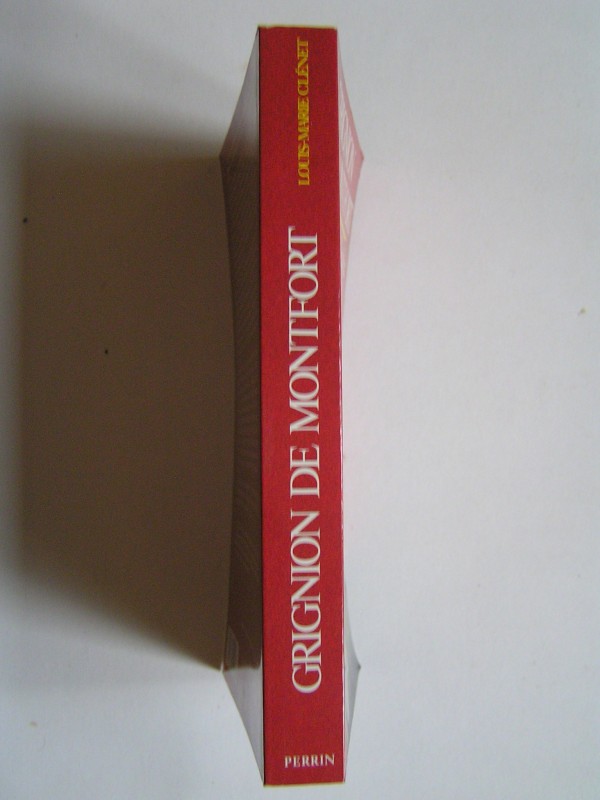 LOUIS-MARIE CLÉNET
GRIGNION DE MONTFORT
PERRIN